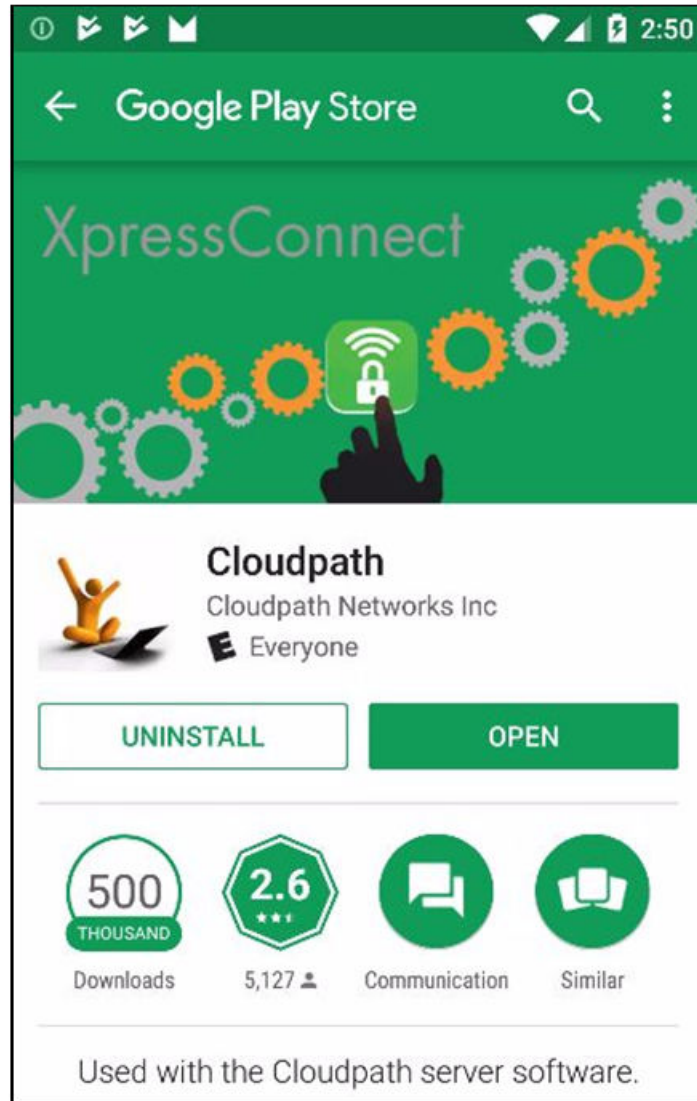 2:50
Google Play Store
XpressConnect
Cloudpath
Cloudpath Networks Inc
E Everyone
UNINSTALL
OPEN
500
THOUSAND
Downloads
2.6
5,127
Communication
Similar
Used with the Cloudpath server software.